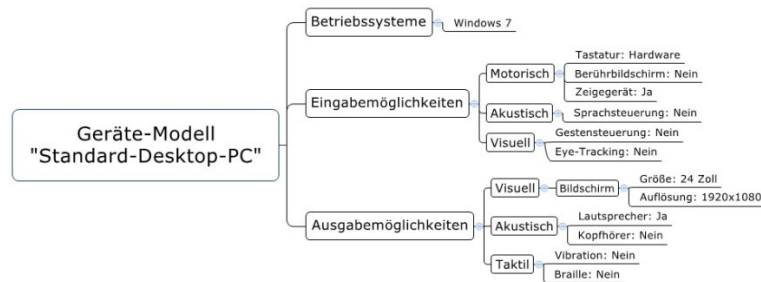 Geräte-Modell
"Standard-Desktop-PC"
Betriebssysteme
Windows 7
Eingabemöglichkeiten
Motorisch
Tastatur: Hardware
Berührbildschirm: Nein
Zeigegerät: Ja
Akustisch
Sprachsteuerung: Nein
Visuell
Gestensteuerung: Nein
Eye-Tracking: Nein
Ausgabemöglichkeiten
Visuell
Bildschirm
Größe: 24 Zoll
Auflösung: 1920x1080
Akustisch
Lautsprecher: Ja
Kopfhörer: Nein
Taktil
Vibration: Nein
Braille: Nein